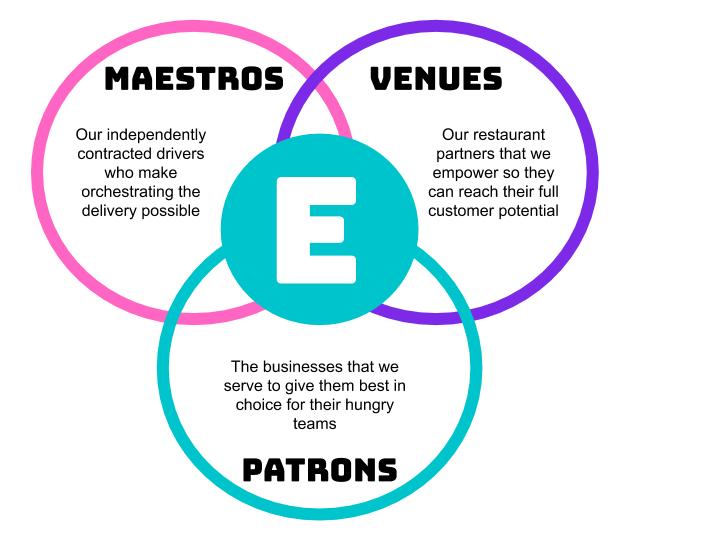 MAESTROS
Our independently
contracted drivers
who make
orchestrating the
delivery possible
VENUES
Our restaurant
partners that we
empower so they
can reach their full
customer potential
E
The businesses that we
serve to give them best in
choice for their hungry
teams
PATRONS